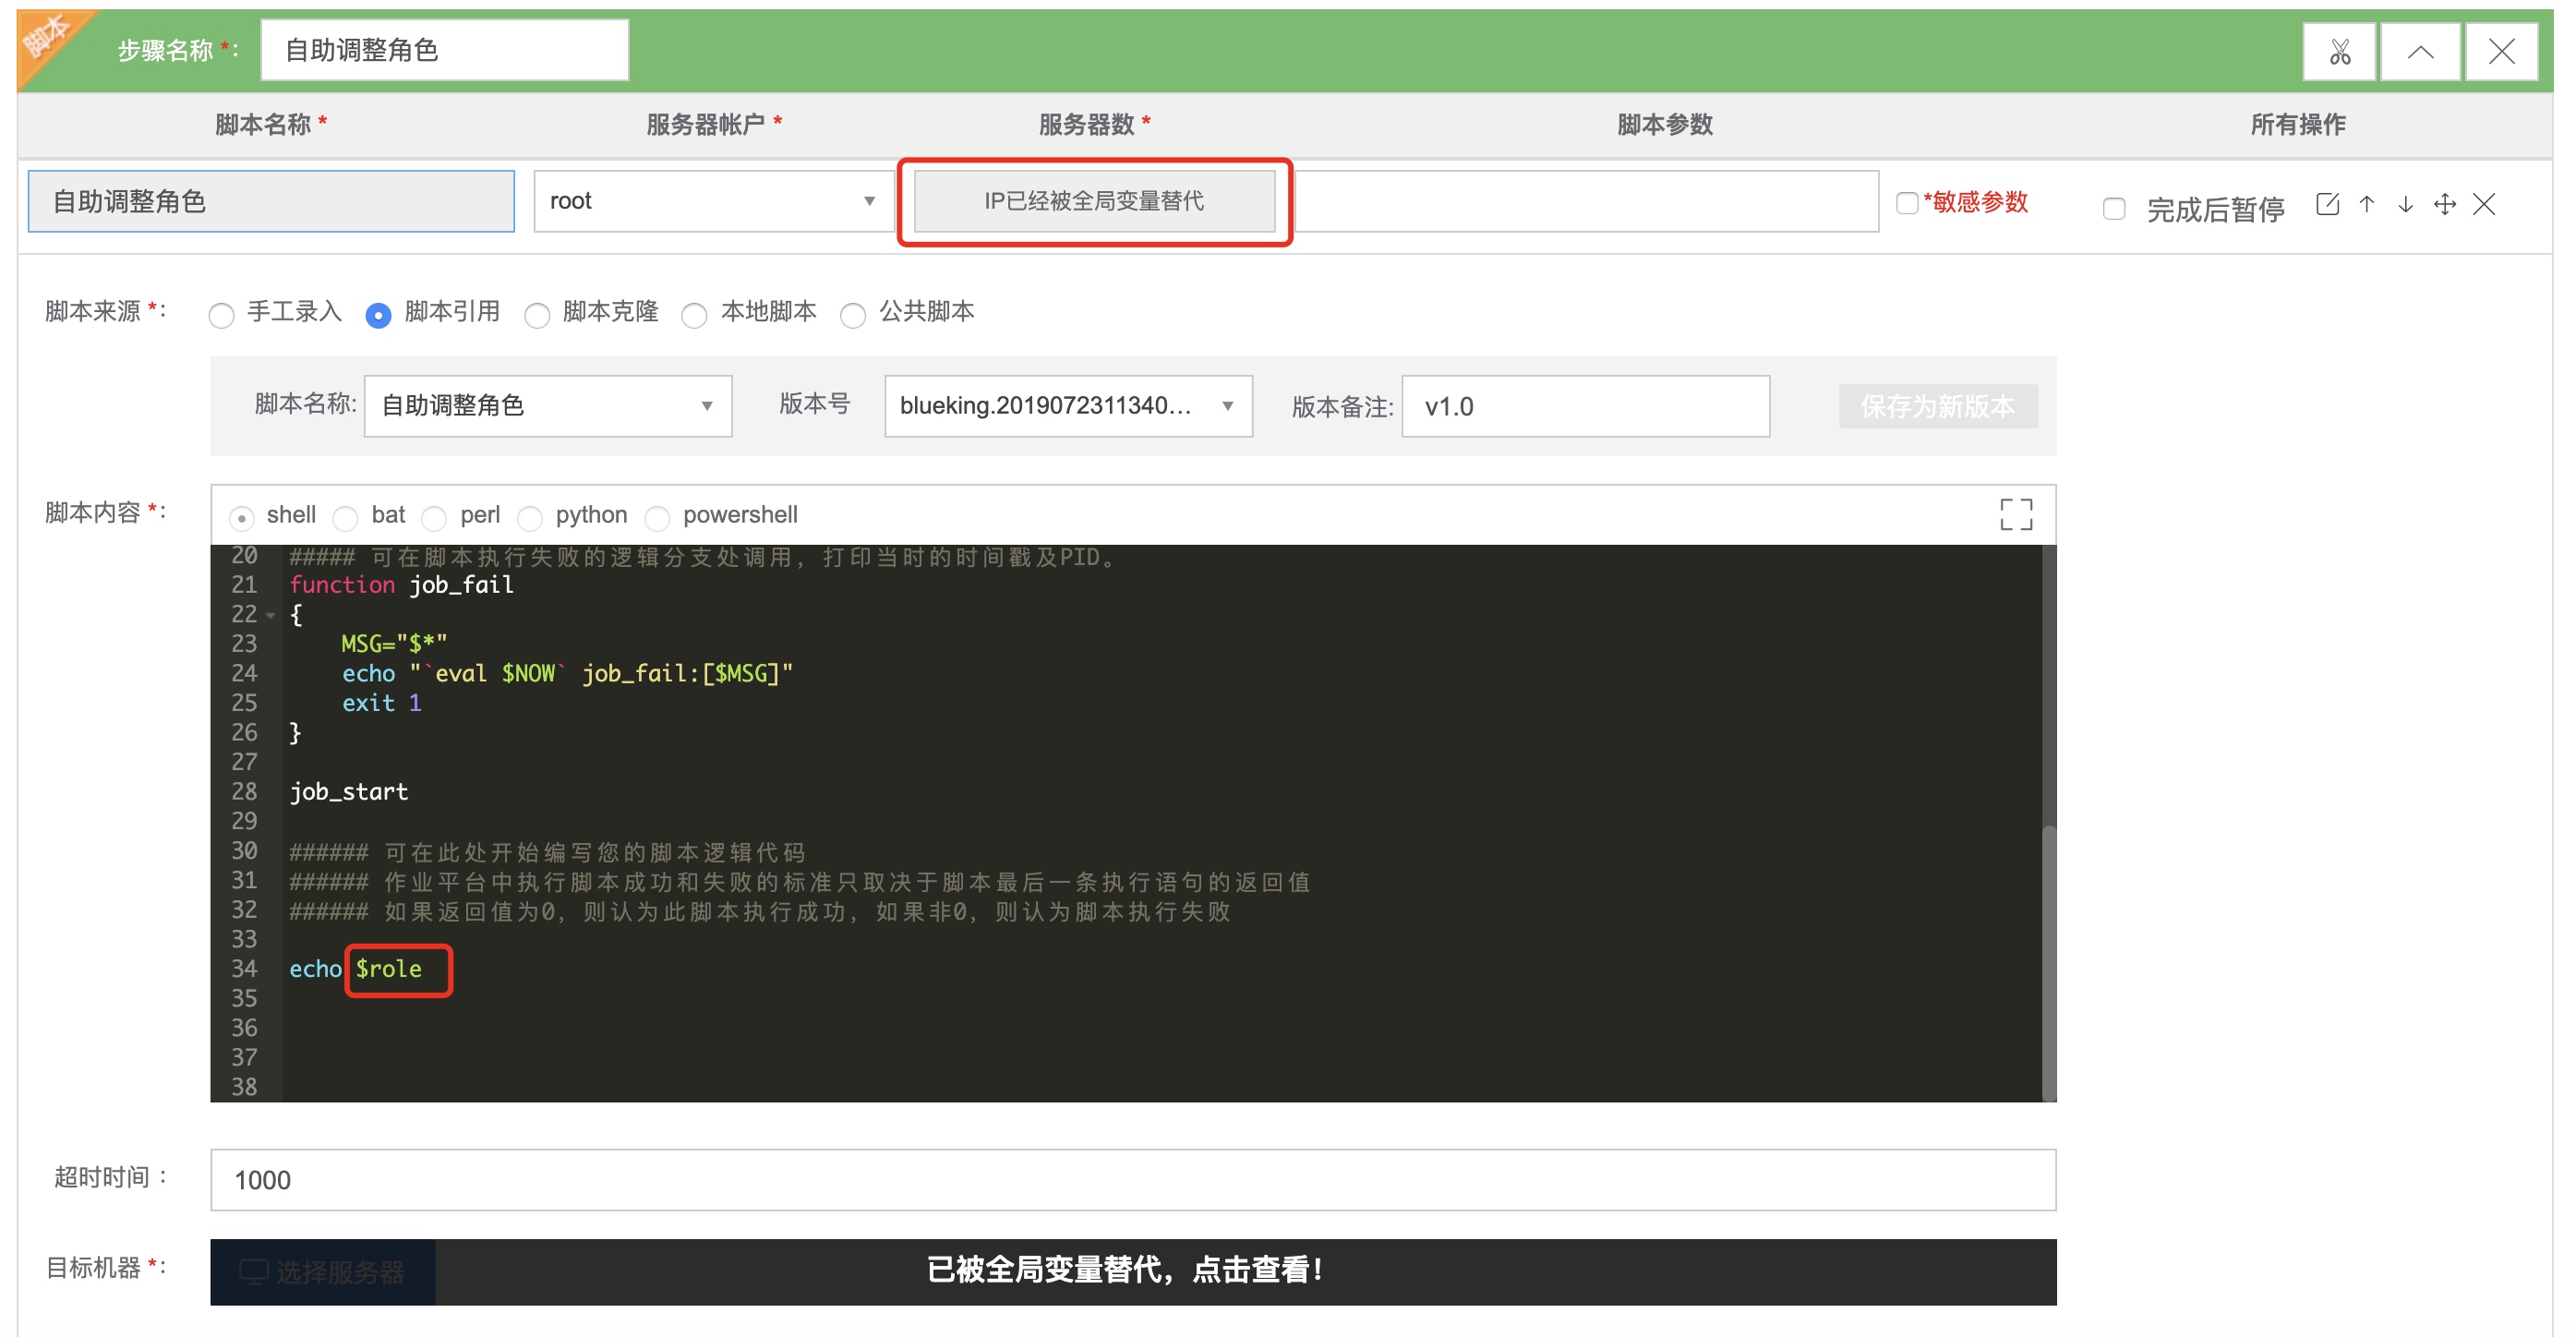 脚本
步骤名称 *： 自助调整角色
脚本名称 * 服务器帐户 * 服务器数 * 脚本参数 所有操作
自助调整角色 root IP已经被全局变量替代 *敏感参数 完成后暂停
脚本来源 *： 手工录入 脚本引用 脚本克隆 本地脚本 公共脚本
脚本名称: 自助调整角色 版本号 blueking.2019072311340... 版本备注: v1.0 保存为新版本
脚本内容 *： shell bat perl python powershell
20 ##### 可在脚本执行失败的逻辑分支处调用，打印当时的时间戳及PID。
21 function job_fail
22 {
23 MSG="$*"
24 echo "`eval $NOW` job_fail:[$MSG]"
25 exit 1
26 }
27
28 job_start
29
30 ###### 可在此处开始编写您的脚本逻辑代码
31 ###### 作业平台中执行脚本成功和失败的标准只取决于脚本最后一条执行语句的返回值
32 ###### 如果返回值为0，则认为此脚本执行成功，如果非0，则认为脚本执行失败
33
34 echo $role
35
36
37
38
超时时间： 1000
目标机器 *： 选择服务器 已被全局变量替代，点击查看！